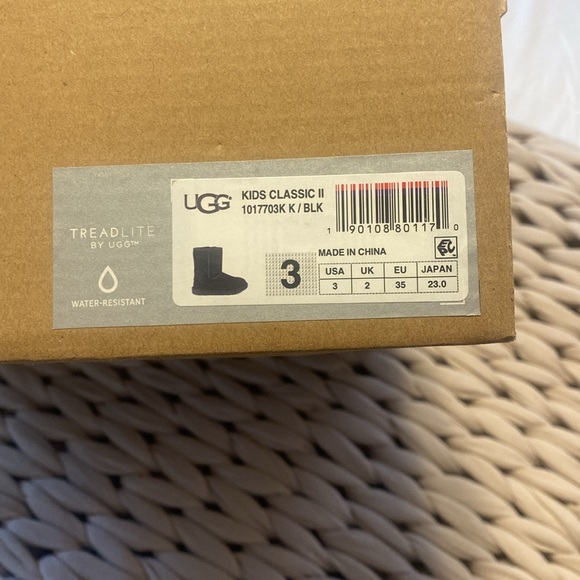 TREADLITE
BY UGG™
WATER-RESISTANT
UGG
KIDS CLASSIC II
1017703K K / BLK
1 90108 80117 0
MADE IN CHINA
3
USA UK EU JAPAN
3 2 35 23.0